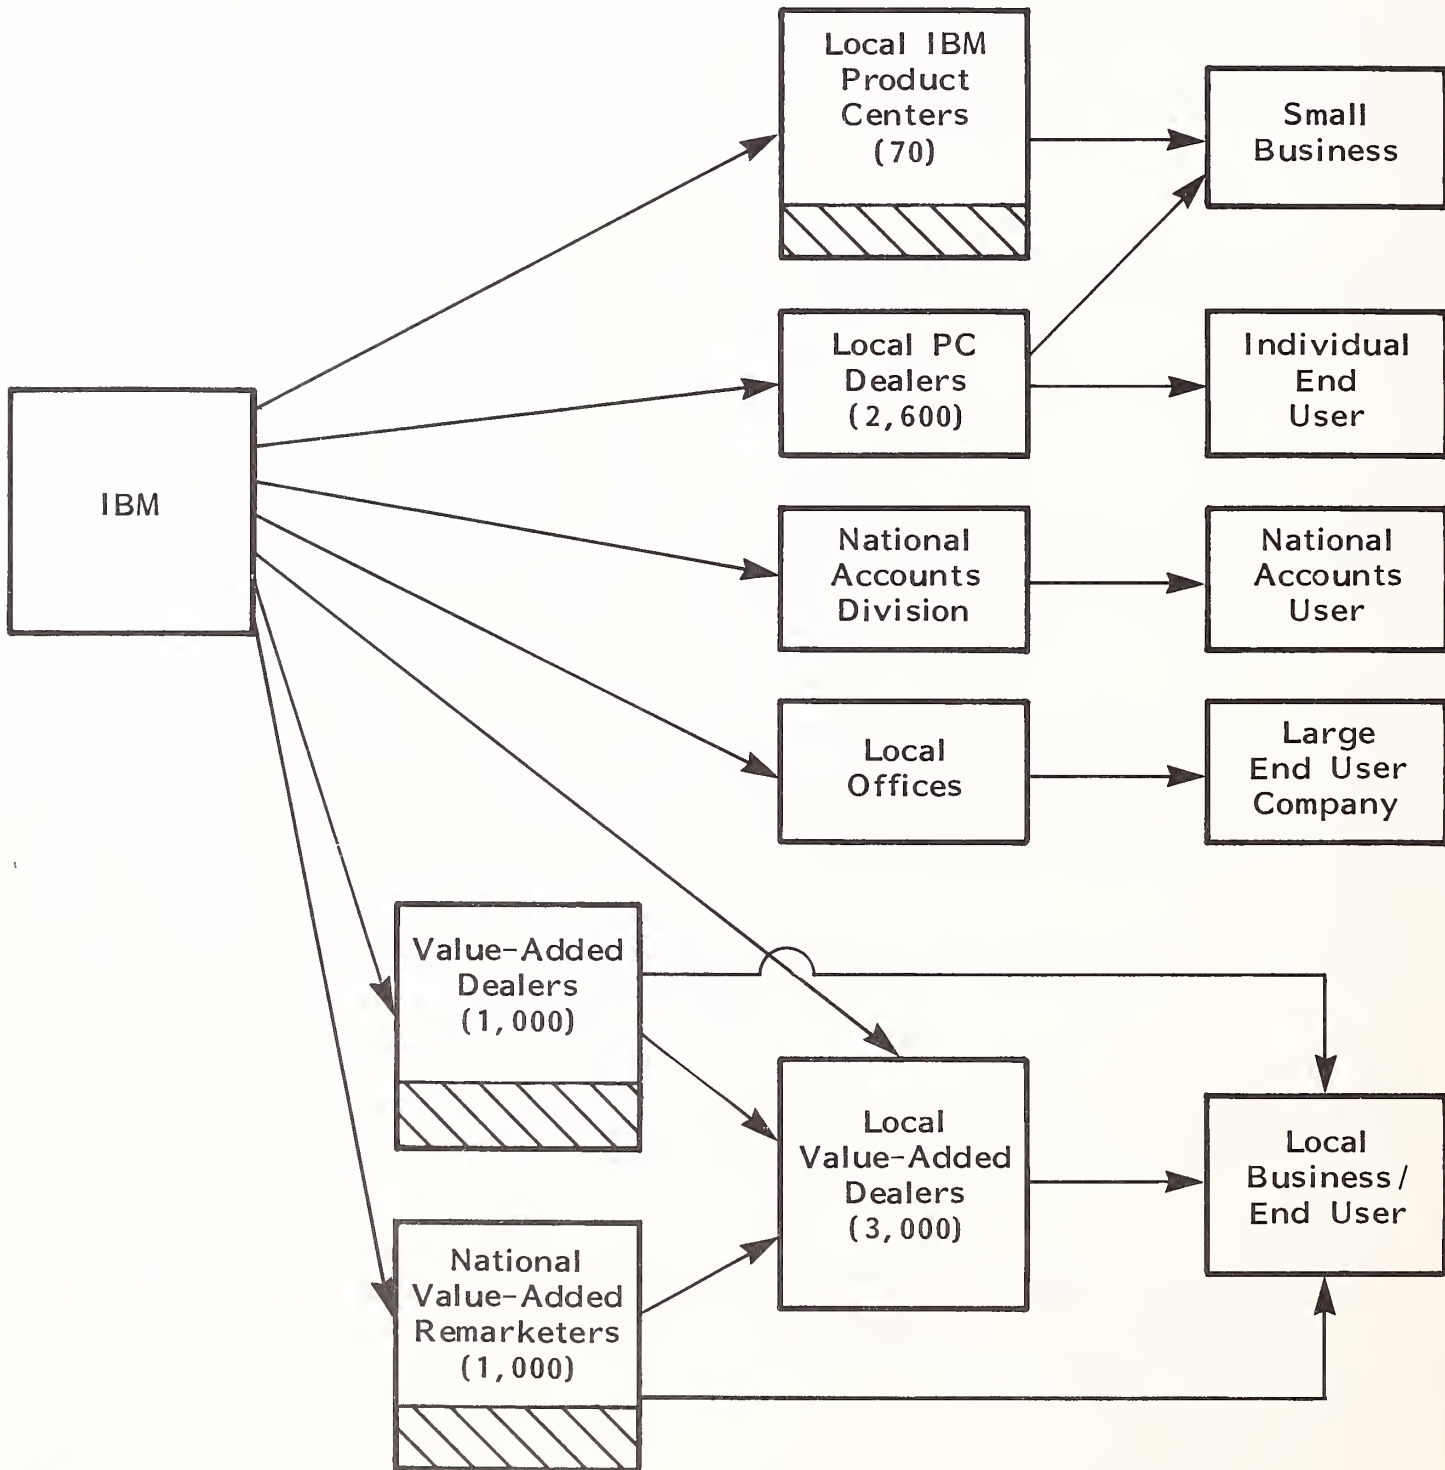 Local IBM
Product
Centers
(70)
Small
Business
Local PC
Dealers
(2,600)
Individual
End
User
IBM
National
Accounts
Division
National
Accounts
User
Local
Offices
Large
End User
Company
Value-Added
Dealers
(1,000)
Local
Value-Added
Dealers
(3,000)
Local
Business/
End User
National
Value-Added
Remarketers
(1,000)